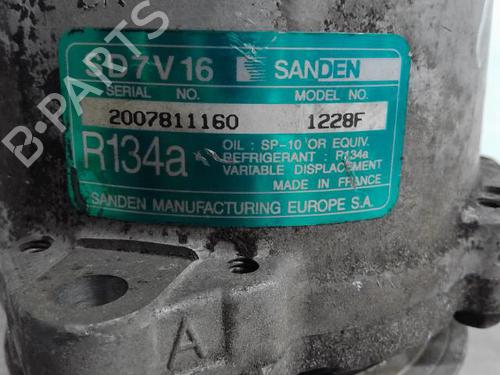 SD7V16 SANDEN
SERIAL NO. MODEL NO.
2007811160 1228F
R134a
OIL : SP-10 OR EQUIV.
REFRIGERANT : R134a
VARIABLE DISPLACEMENT
MADE IN FRANCE
SANDEN MANUFACTURING EUROPE S.A.
A
B-PARTS